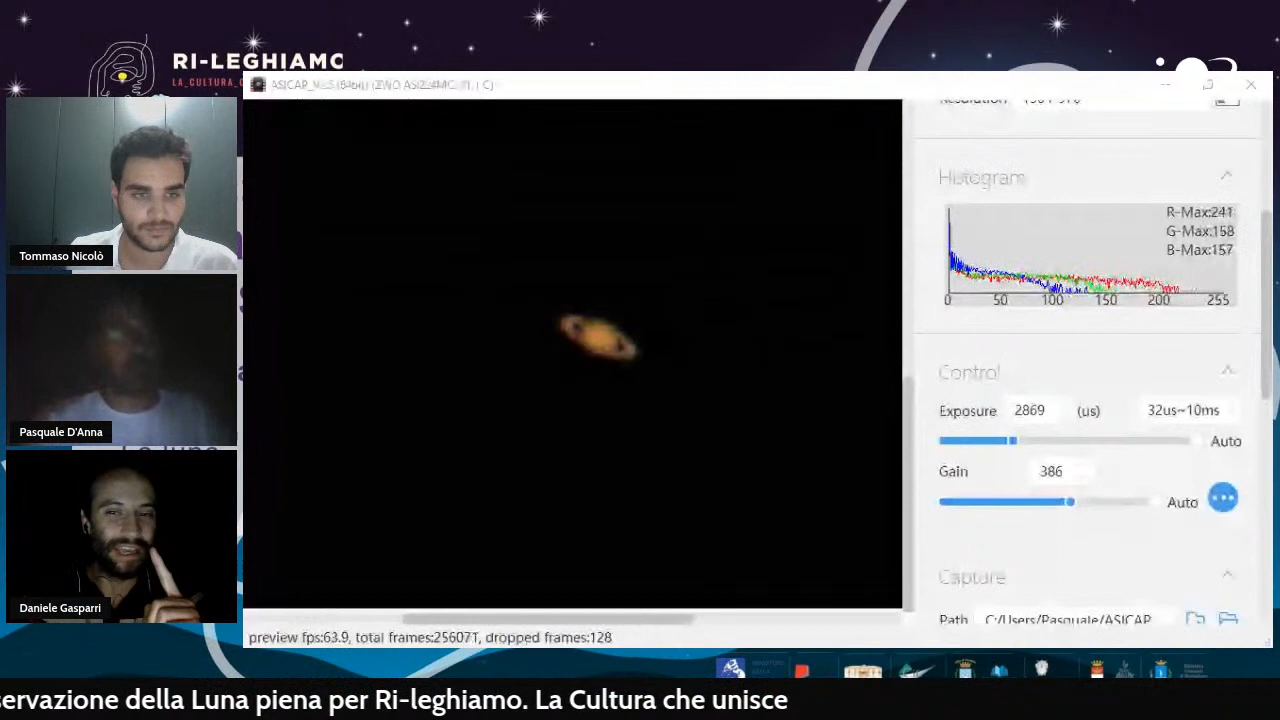 RI-LEGHIAMO
Histogram
R-Max:241
G-Max:158
B-Max:157
0 50 100 150 200 255
Control
Exposure 2869 (us) 32us~10ms
Auto
Gain 386
Auto
Capture
Path C:/Users/Pasquale/ASICAP
Tommaso Nicolò
Pasquale D'Anna
Daniele Gasparri
preview fps:63.9, total frames:256071, dropped frames:128
servazione della Luna piena per Ri-leghiamo. La Cultura che unisce